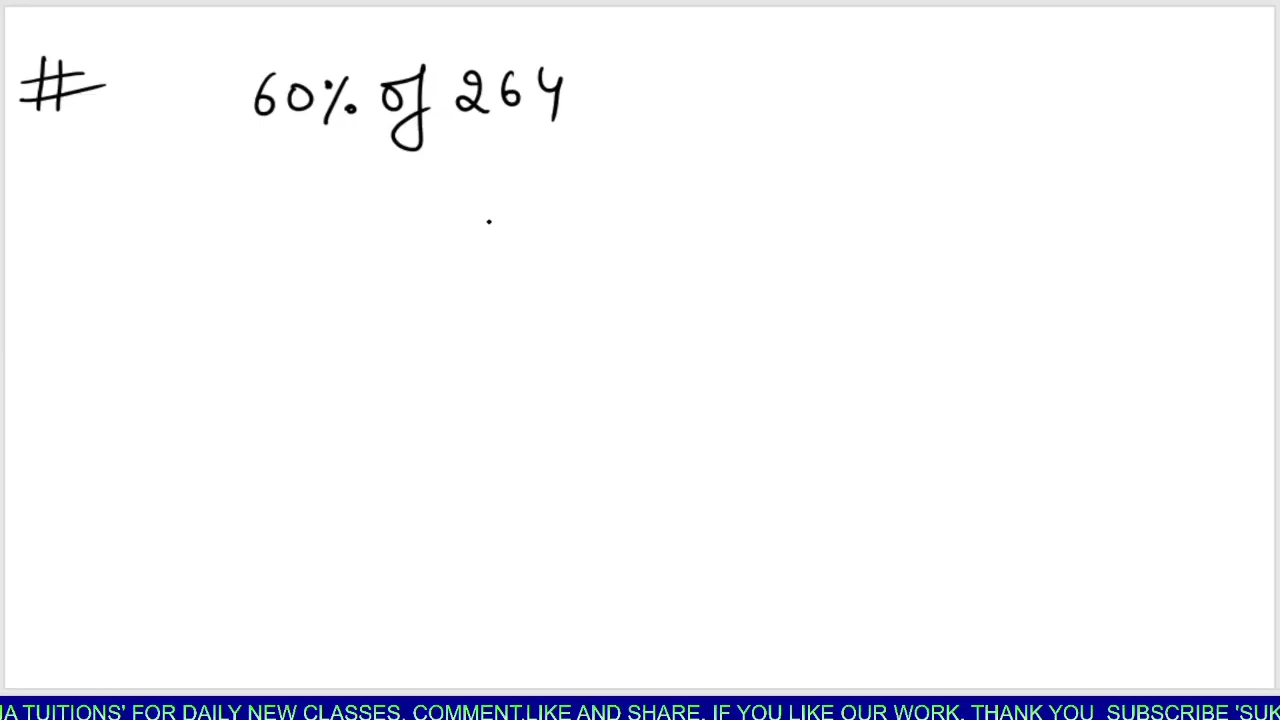 # 60% of 264
JA TUITIONS' FOR DAILY NEW CLASSES. COMMENT,LIKE AND SHARE, IF YOU LIKE OUR WORK. THANK YOU  SUBSCRIBE 'SUK